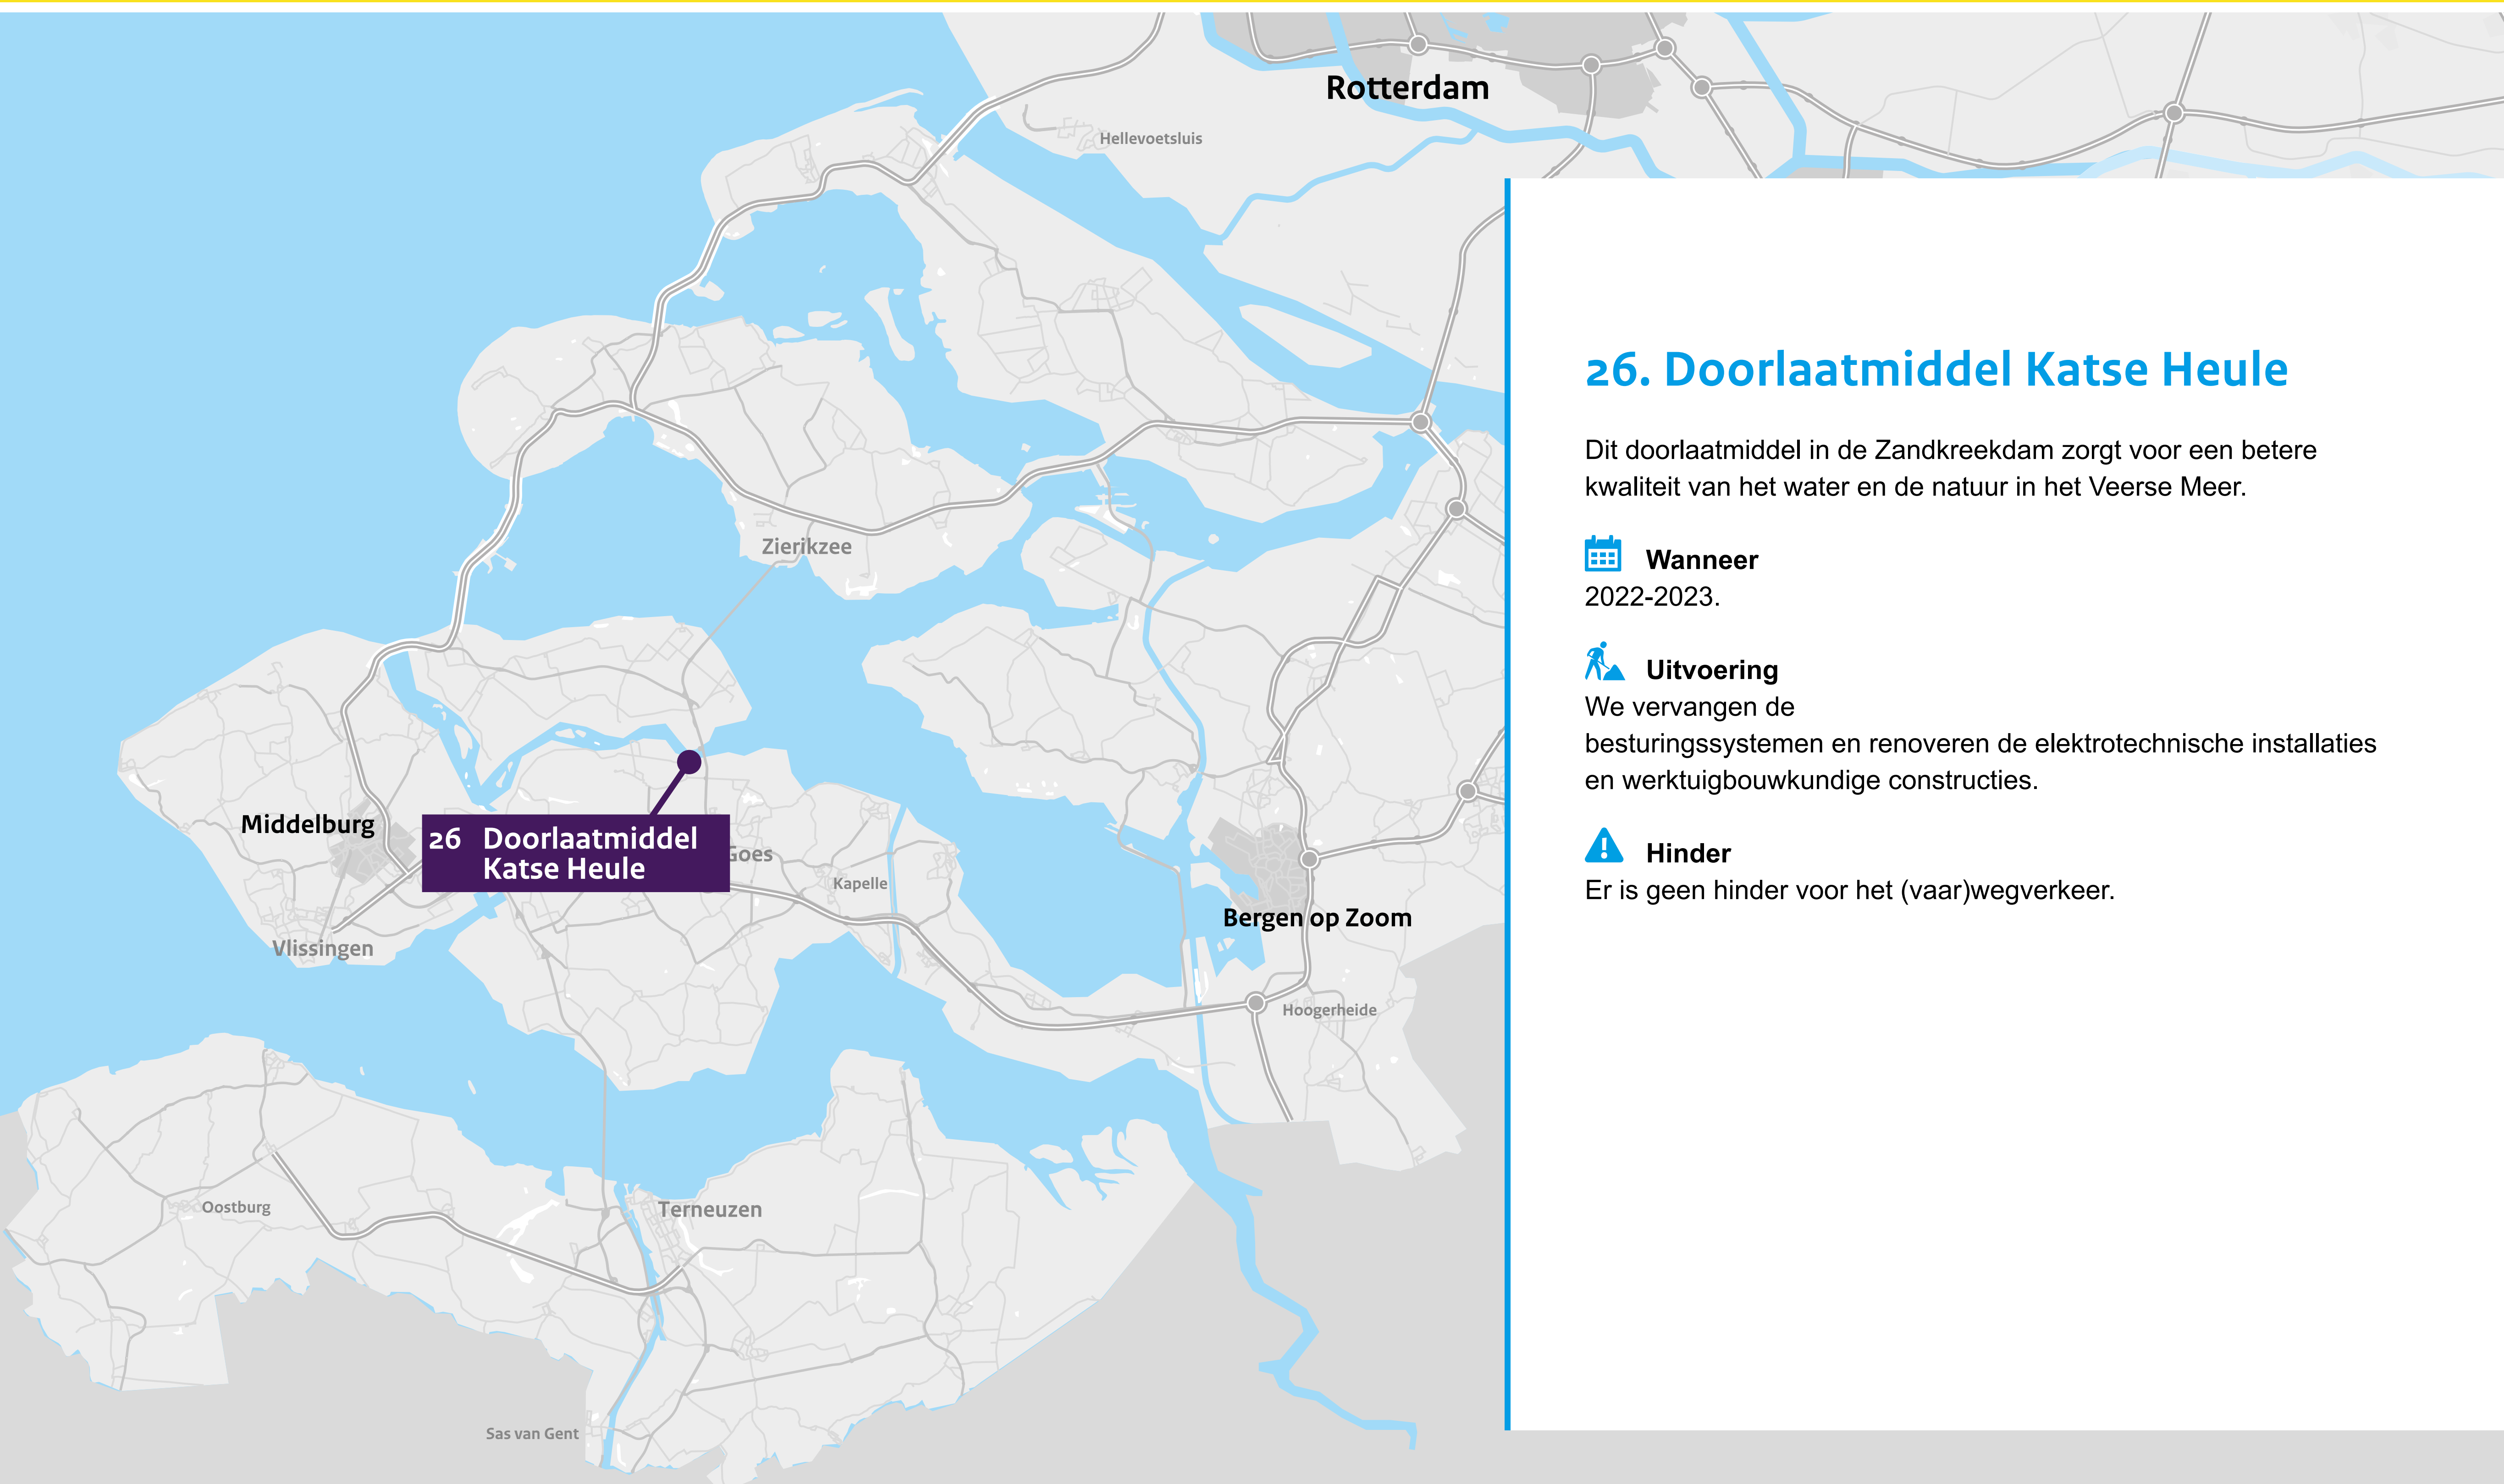 Rotterdam
Hellevoetsluis
Zierikzee
Middelburg
26 Doorlaatmiddel
Katse Heule
Goes
Kapelle
Bergen op Zoom
Vlissingen
Hoogerheide
Oostburg
Terneuzen
Sas van Gent
26. Doorlaatmiddel Katse Heule
Dit doorlaatmiddel in de Zandkreekdam zorgt voor een betere
kwaliteit van het water en de natuur in het Veerse Meer.
Wanneer
2022-2023.
Uitvoering
We vervangen de
besturingssystemen en renoveren de elektrotechnische installaties
en werktuigbouwkundige constructies.
Hinder
Er is geen hinder voor het (vaar)wegverkeer.